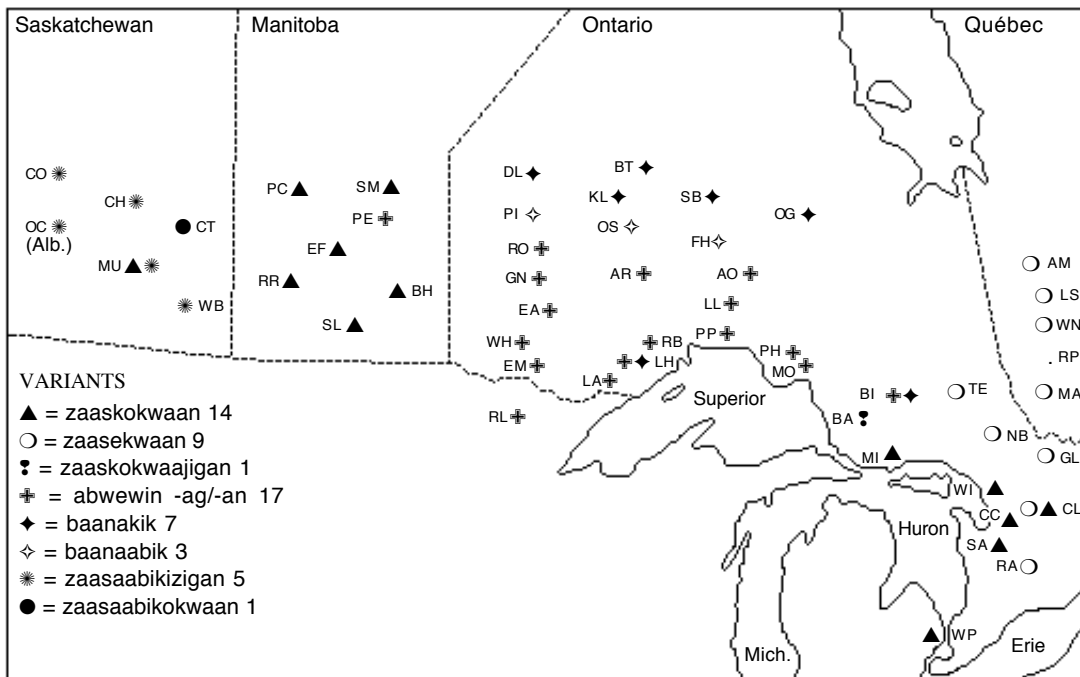 Saskatchewan Manitoba Ontario Québec
CO
CH
OC
(Alb.)
CT
MU
WB
PC
SM
PE
EF
RR
BH
SL
DL
BT
KL
SB
OG
PI
OS
FH
RO
GN
AR
AO
EA
LL
WH
RB
PP
EM
LH
PH
LA
MO
RL
BI
BA
MI
TE
NB
AM
LS
WN
RP
MA
GL
WI
CC
CL
SA
RA
WP
Superior
Huron
Mich.
Erie
VARIANTS
▲ = zaaskokwaan 14
❍ = zaasekwaan 9
❢ = zaaskokwaajigan 1
✙ = abwewin -ag/-an 17
✦ = baanakik 7
✧ = baanaabik 3
✺ = zaasaabikizigan 5
● = zaasaabikokwaan 1